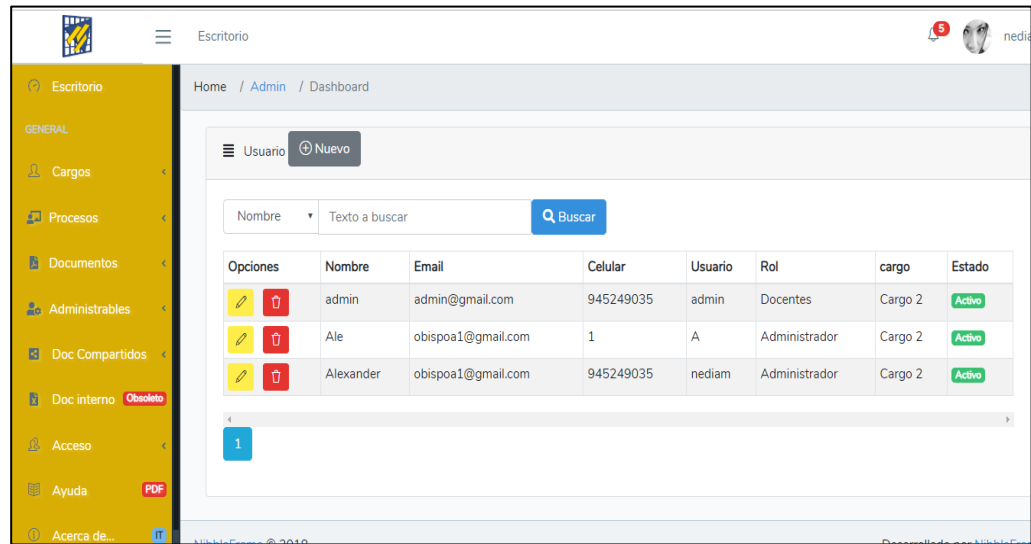 Escritorio
5
nedia
Escritorio
GENERAL
Cargos
Procesos
Documentos
Administrables
Doc Compartidos
Doc interno Obsoleto
Acceso
Ayuda PDF
Acerca de... IT
Home / Admin / Dashboard
Usuario Nuevo
Nombre Texto a buscar Buscar
Opciones Nombre Email Celular Usuario Rol cargo Estado
admin admin@gmail.com 945249035 admin Docentes Cargo 2 Activo
Ale obispoa1@gmail.com 1 A Administrador Cargo 2 Activo
Alexander obispoa1@gmail.com 945249035 nediam Administrador Cargo 2 Activo
1